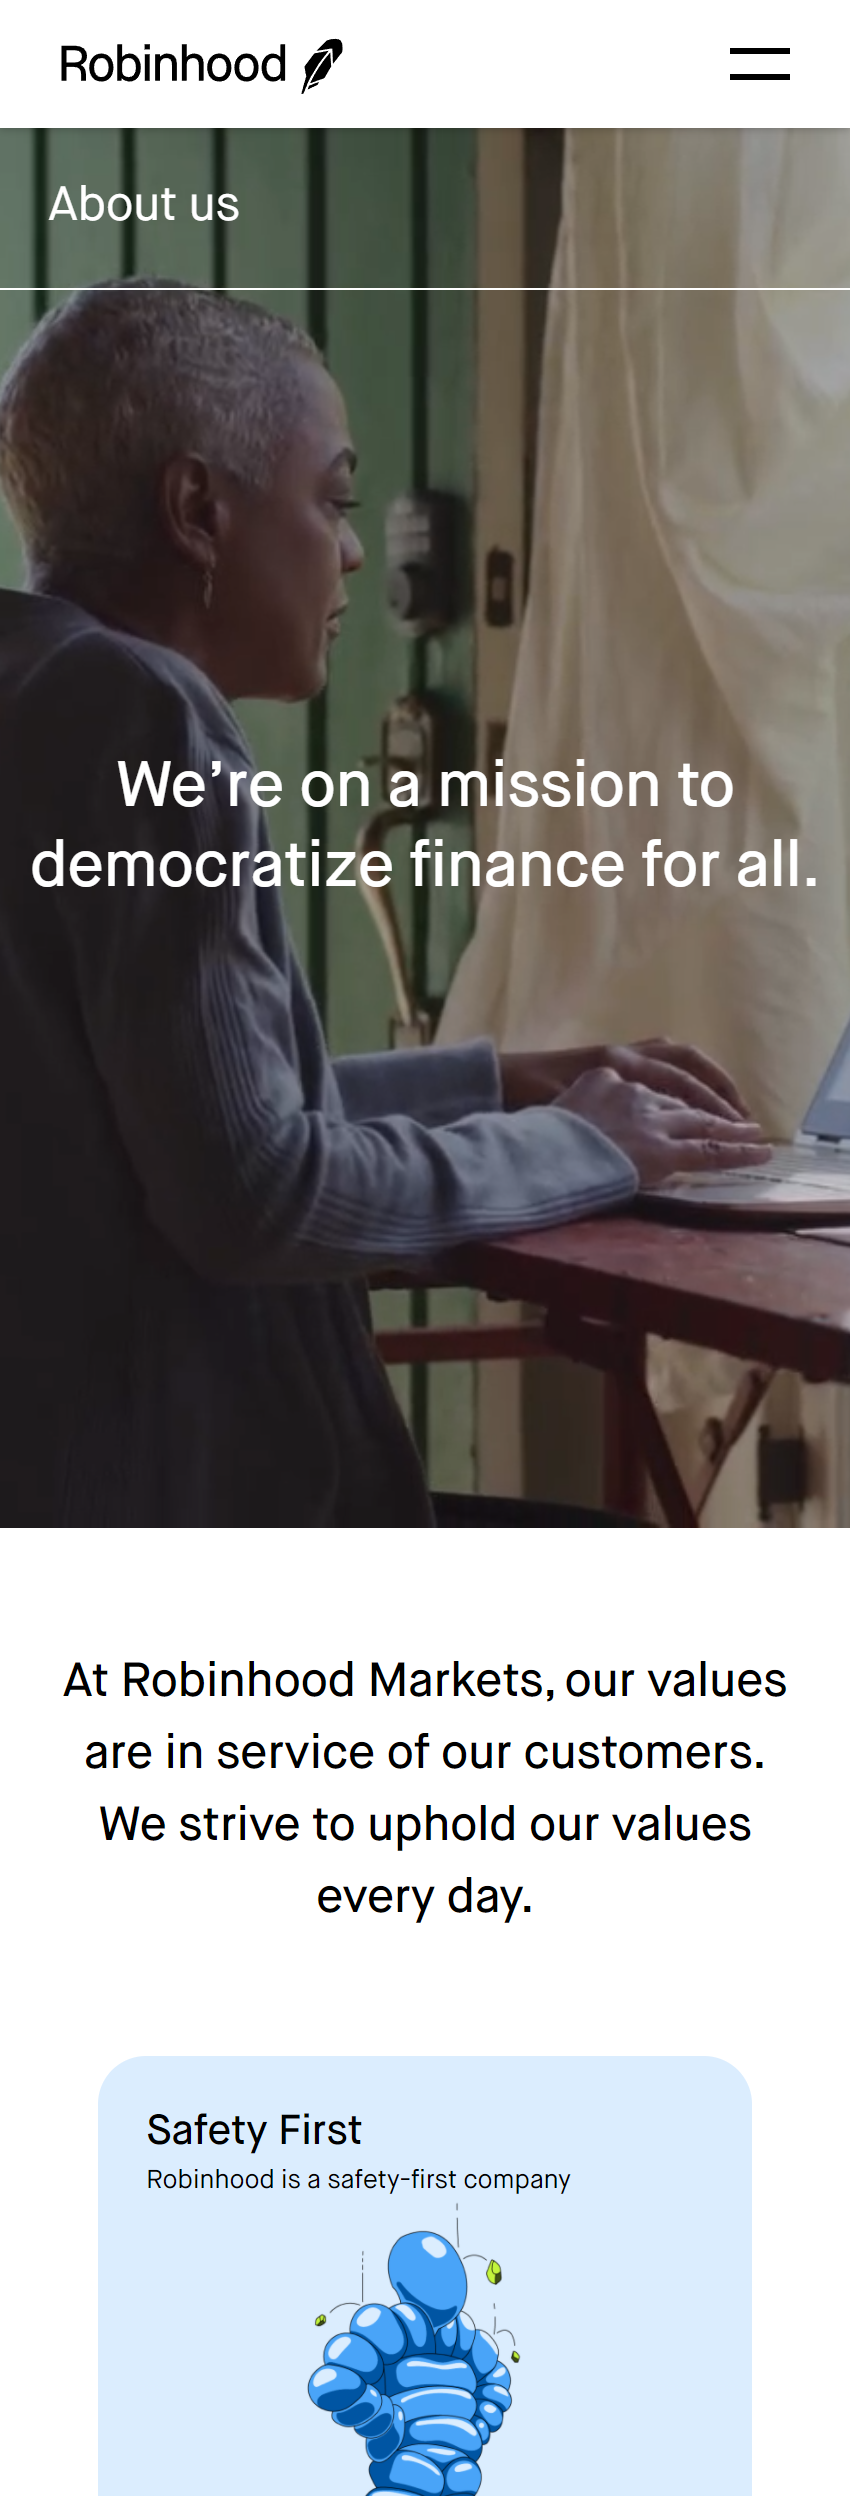 Robinhood
About us
We’re on a mission to
democratize finance for all.
At Robinhood Markets, our values
are in service of our customers.
We strive to uphold our values
every day.
Safety First
Robinhood is a safety-first company